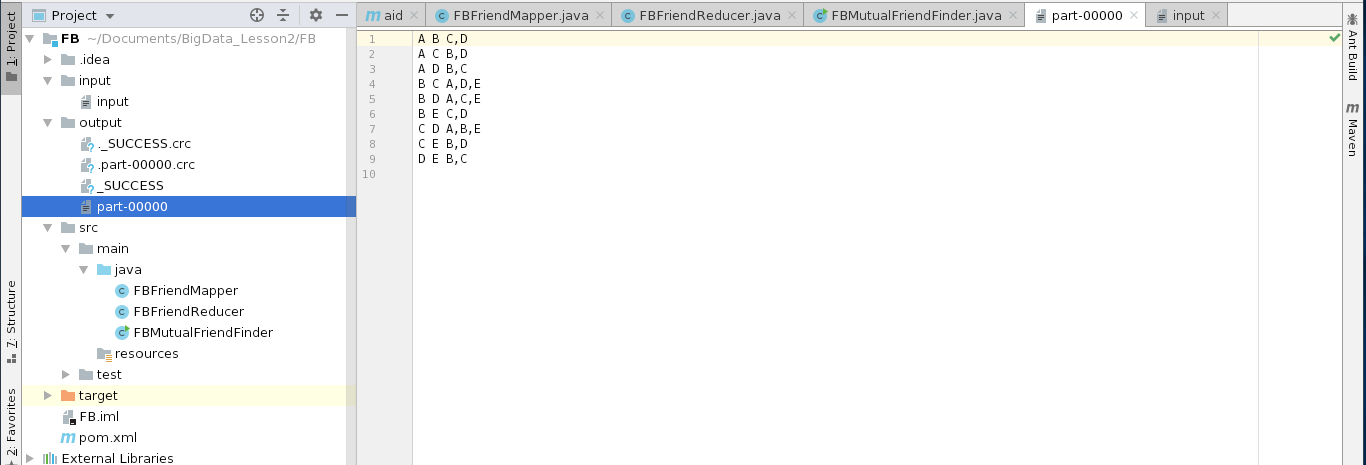 Project
aid
FBFriendMapper.java
FBFriendReducer.java
FBMutualFriendFinder.java
part-00000
input
1: Project
7: Structure
2: Favorites
FB ~/Documents/BigData_Lesson2/FB
.idea
input
input
output
._SUCCESS.crc
.part-00000.crc
_SUCCESS
part-00000
src
main
java
FBFriendMapper
FBFriendReducer
FBMutualFriendFinder
resources
test
target
FB.iml
pom.xml
External Libraries
1 A B C,D
2 A C B,D
3 A D B,C
4 B C A,D,E
5 B D A,C,E
6 B E C,D
7 C D A,B,E
8 C E B,D
9 D E B,C
10
Ant Build
m
Maven